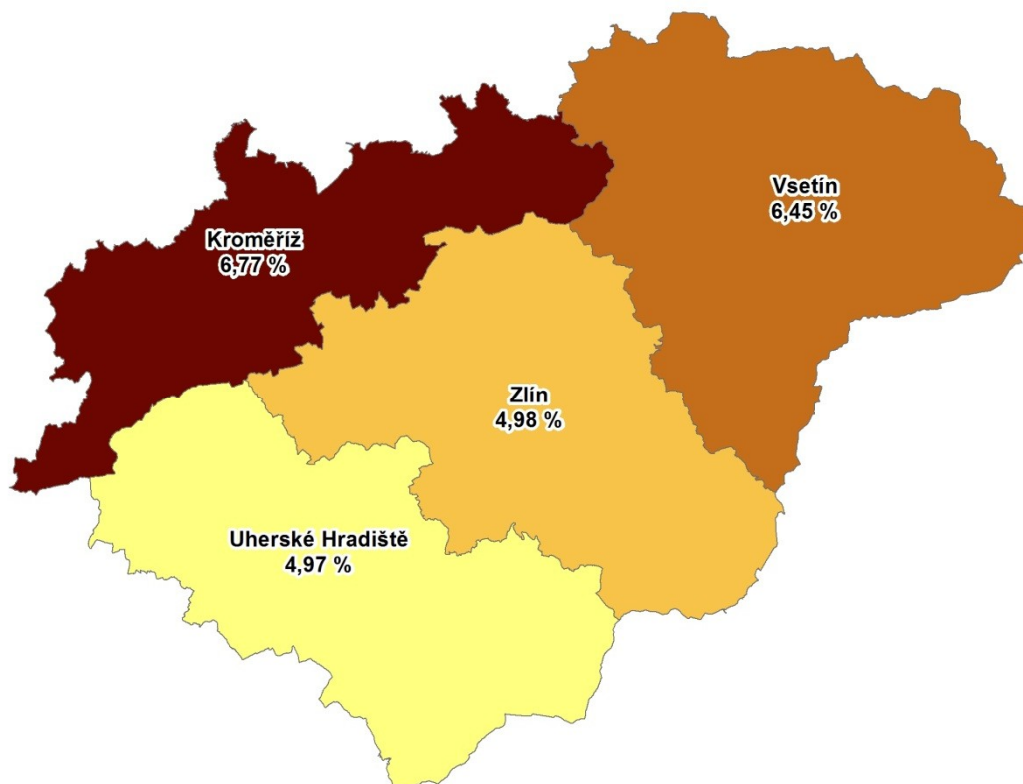 Vsetín
6,45 %
Kroměříž
6,77 %
Zlín
4,98 %
Uherské Hradiště
4,97 %